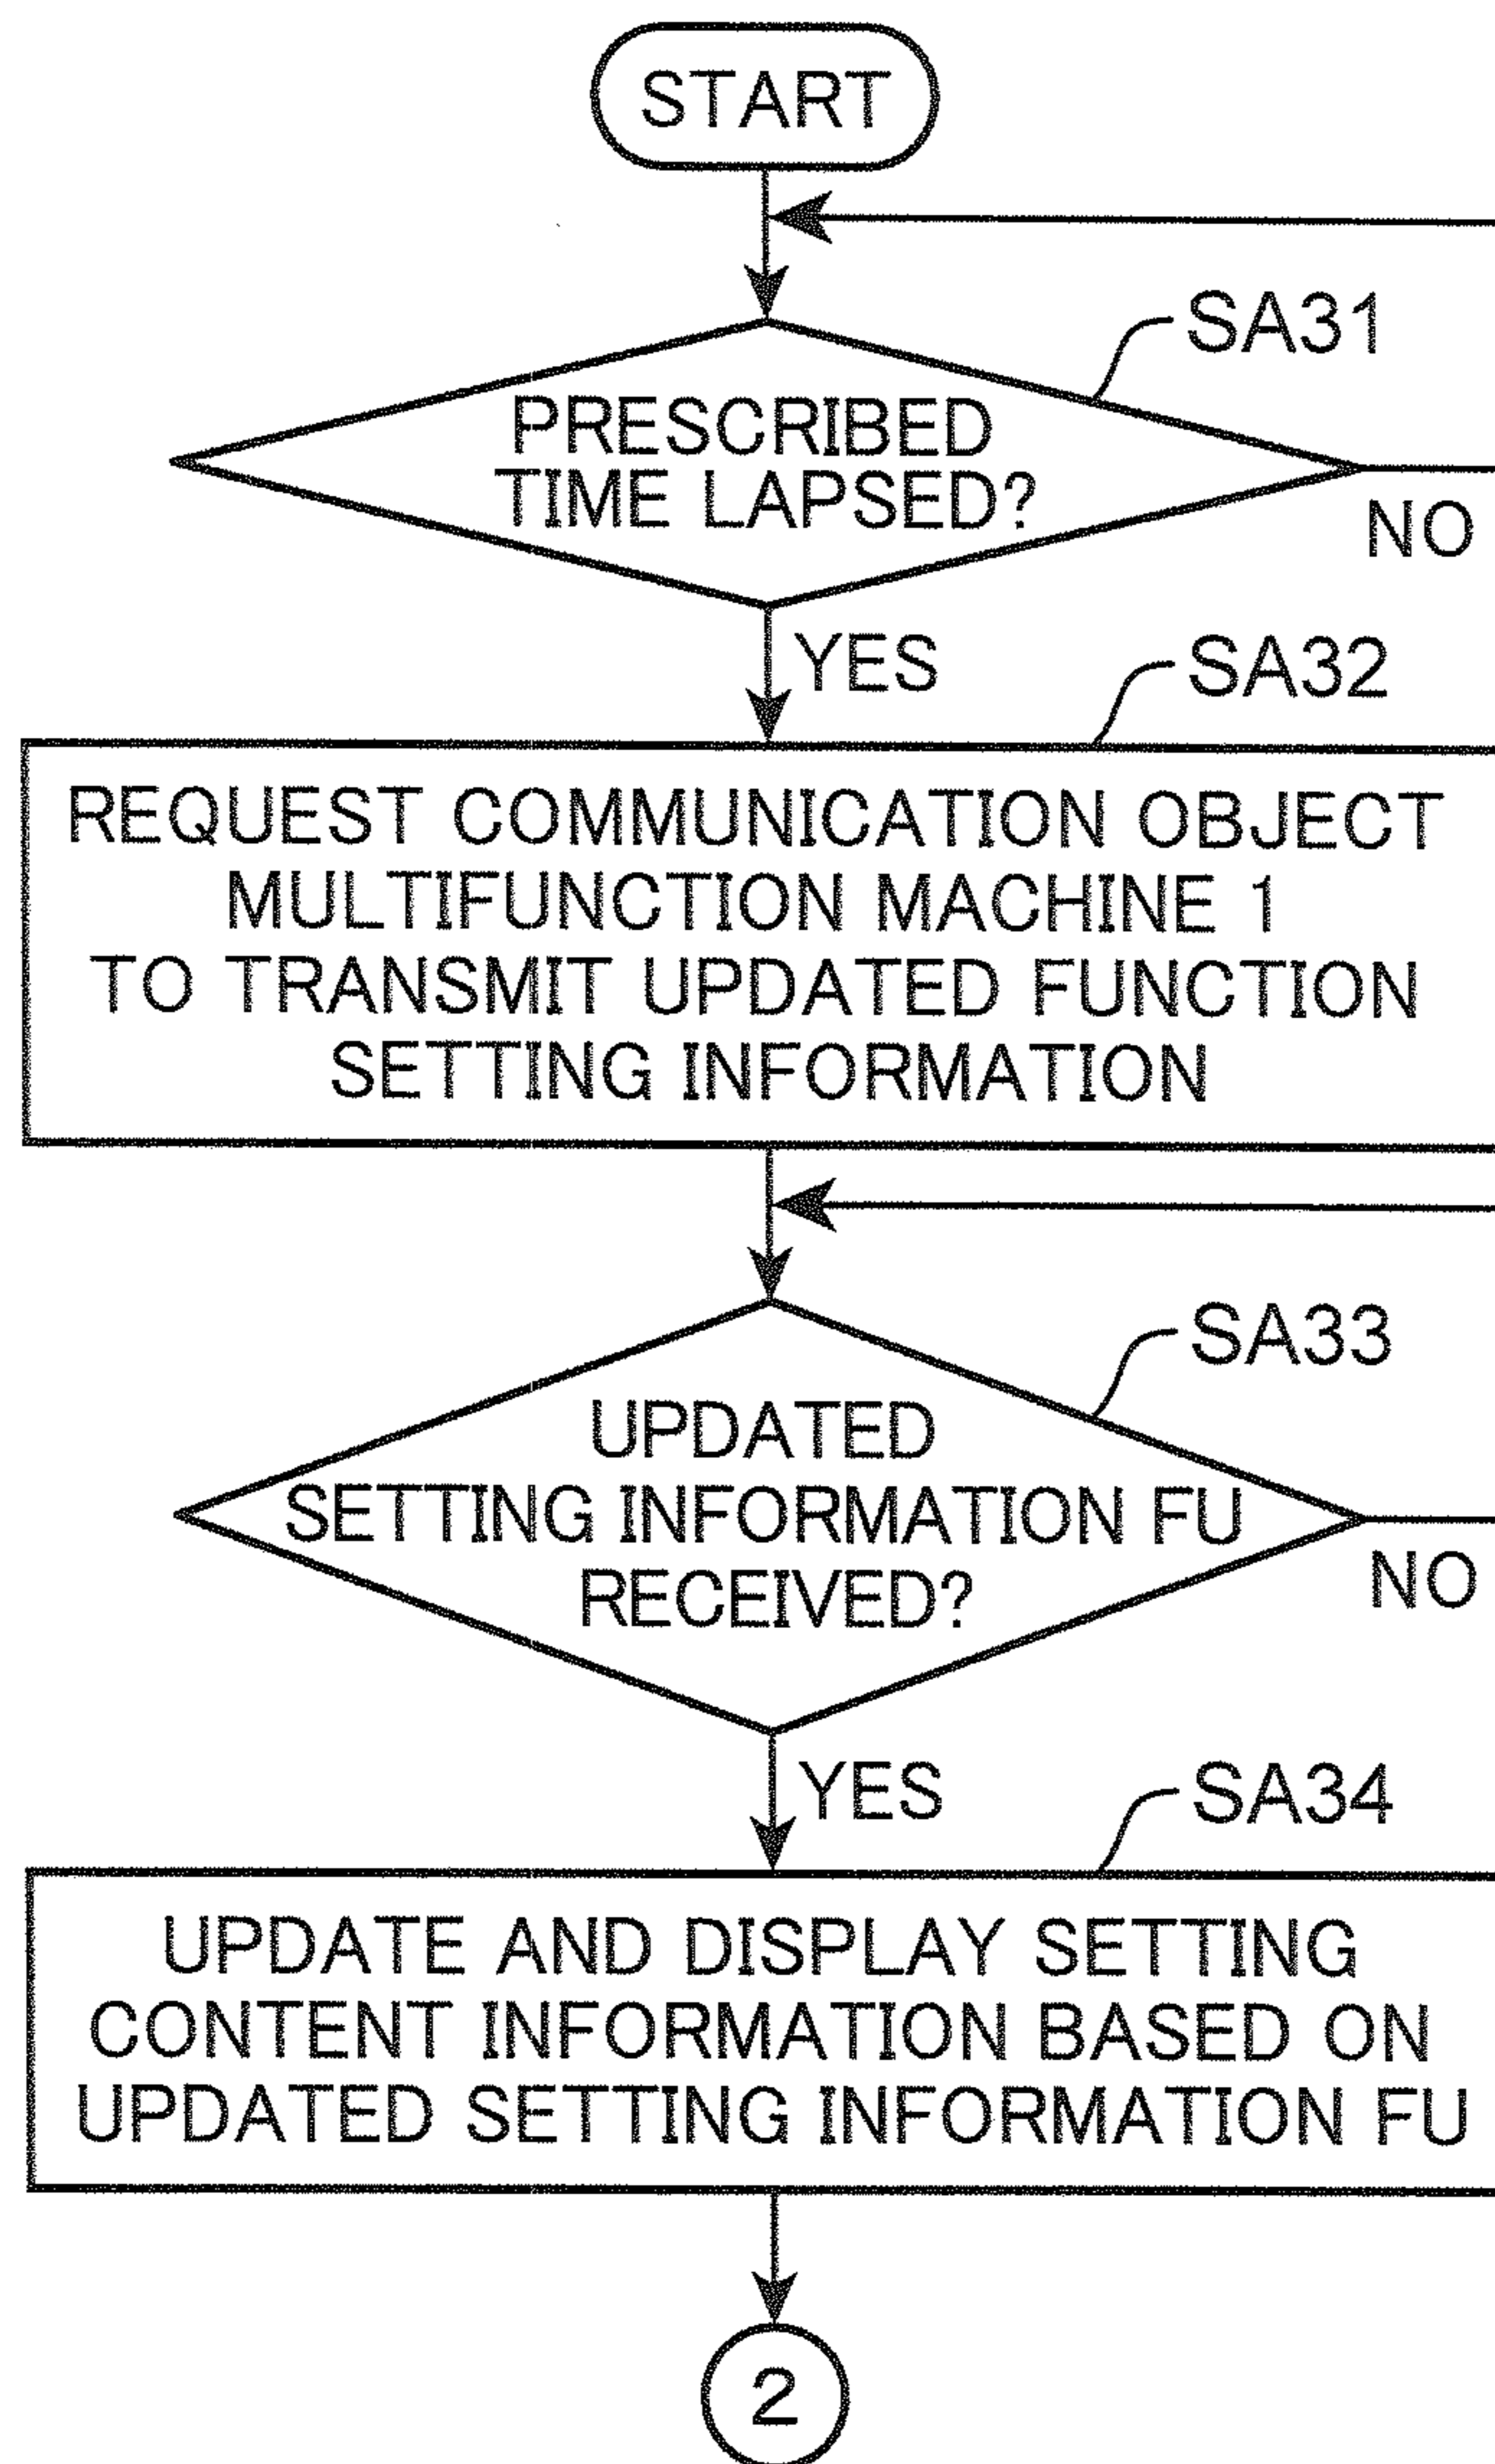 START
SA31
PRESCRIBED
TIME LAPSED?
NO
YES
SA32
REQUEST COMMUNICATION OBJECT
MULTIFUNCTION MACHINE 1
TO TRANSMIT UPDATED FUNCTION
SETTING INFORMATION
SA33
UPDATED
SETTING INFORMATION FU
RECEIVED?
NO
YES
SA34
UPDATE AND DISPLAY SETTING
CONTENT INFORMATION BASED ON
UPDATED SETTING INFORMATION FU
2